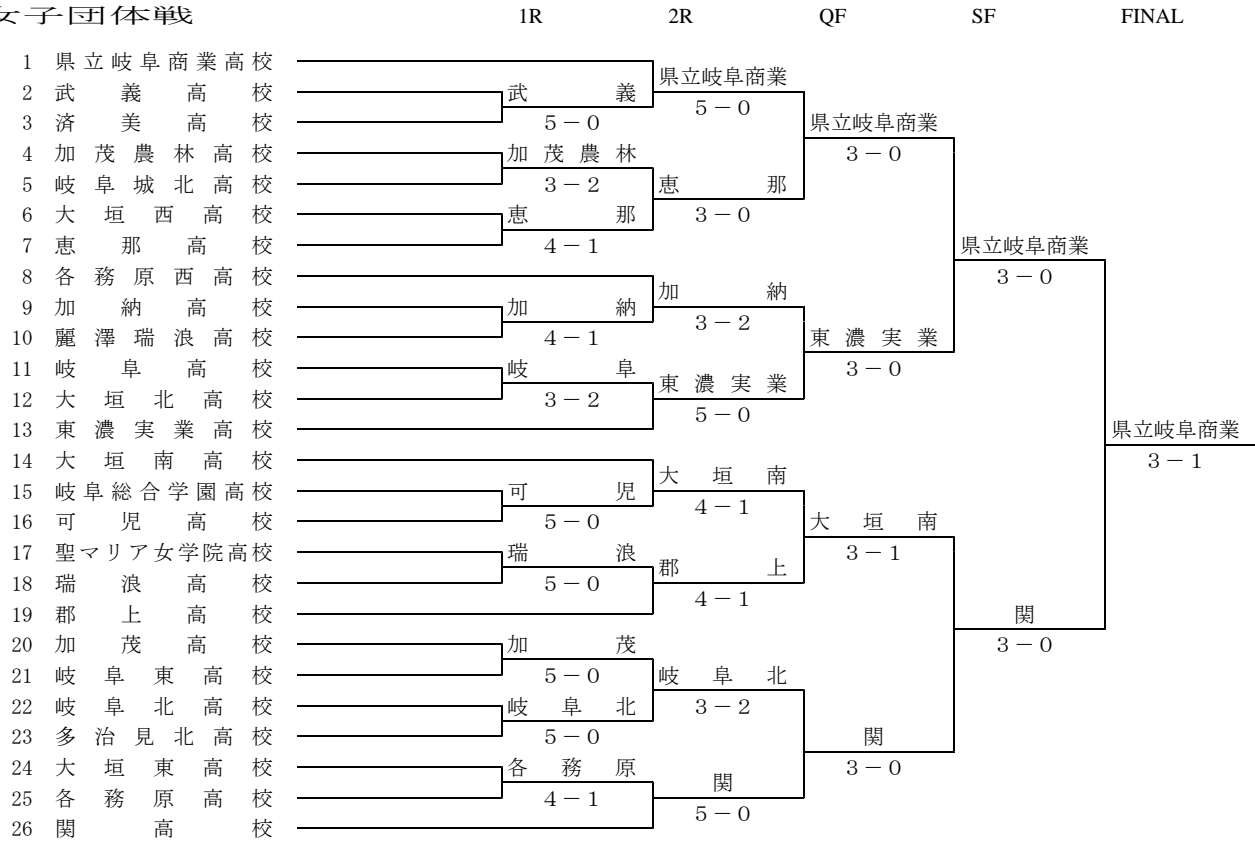 女子団体戦 1R 2R QF SF FINAL
1 県立岐阜商業高校
県立岐阜商業
2 武義高校 武義 5－0
3 済美高校 5－0 県立岐阜商業
4 加茂農林高校 加茂農林 3－0
5 岐阜城北高校 3－2 恵那
6 大垣西高校 恵那 3－0
7 恵那高校 4－1 県立岐阜商業
8 各務原西高校 3－0
加納
9 加納高校 加納 3－2
10 麗澤瑞浪高校 4－1 東濃実業
11 岐阜高校 岐阜 3－0
東濃実業
12 大垣北高校 3－2 5－0
13 東濃実業高校 県立岐阜商業
14 大垣南高校 3－1
大垣南
15 岐阜総合学園高校 可児 4－1
16 可児高校 5－0 大垣南
17 聖マリア女学院高校 瑞浪 3－1
郡上
18 瑞浪高校 5－0 4－1
19 郡上高校 関
20 加茂高校 加茂 3－0
21 岐阜東高校 5－0 岐阜北
22 岐阜北高校 岐阜北 3－2
23 多治見北高校 5－0 関
24 大垣東高校 各務原 3－0
関
25 各務原高校 4－1 5－0
26 関高校